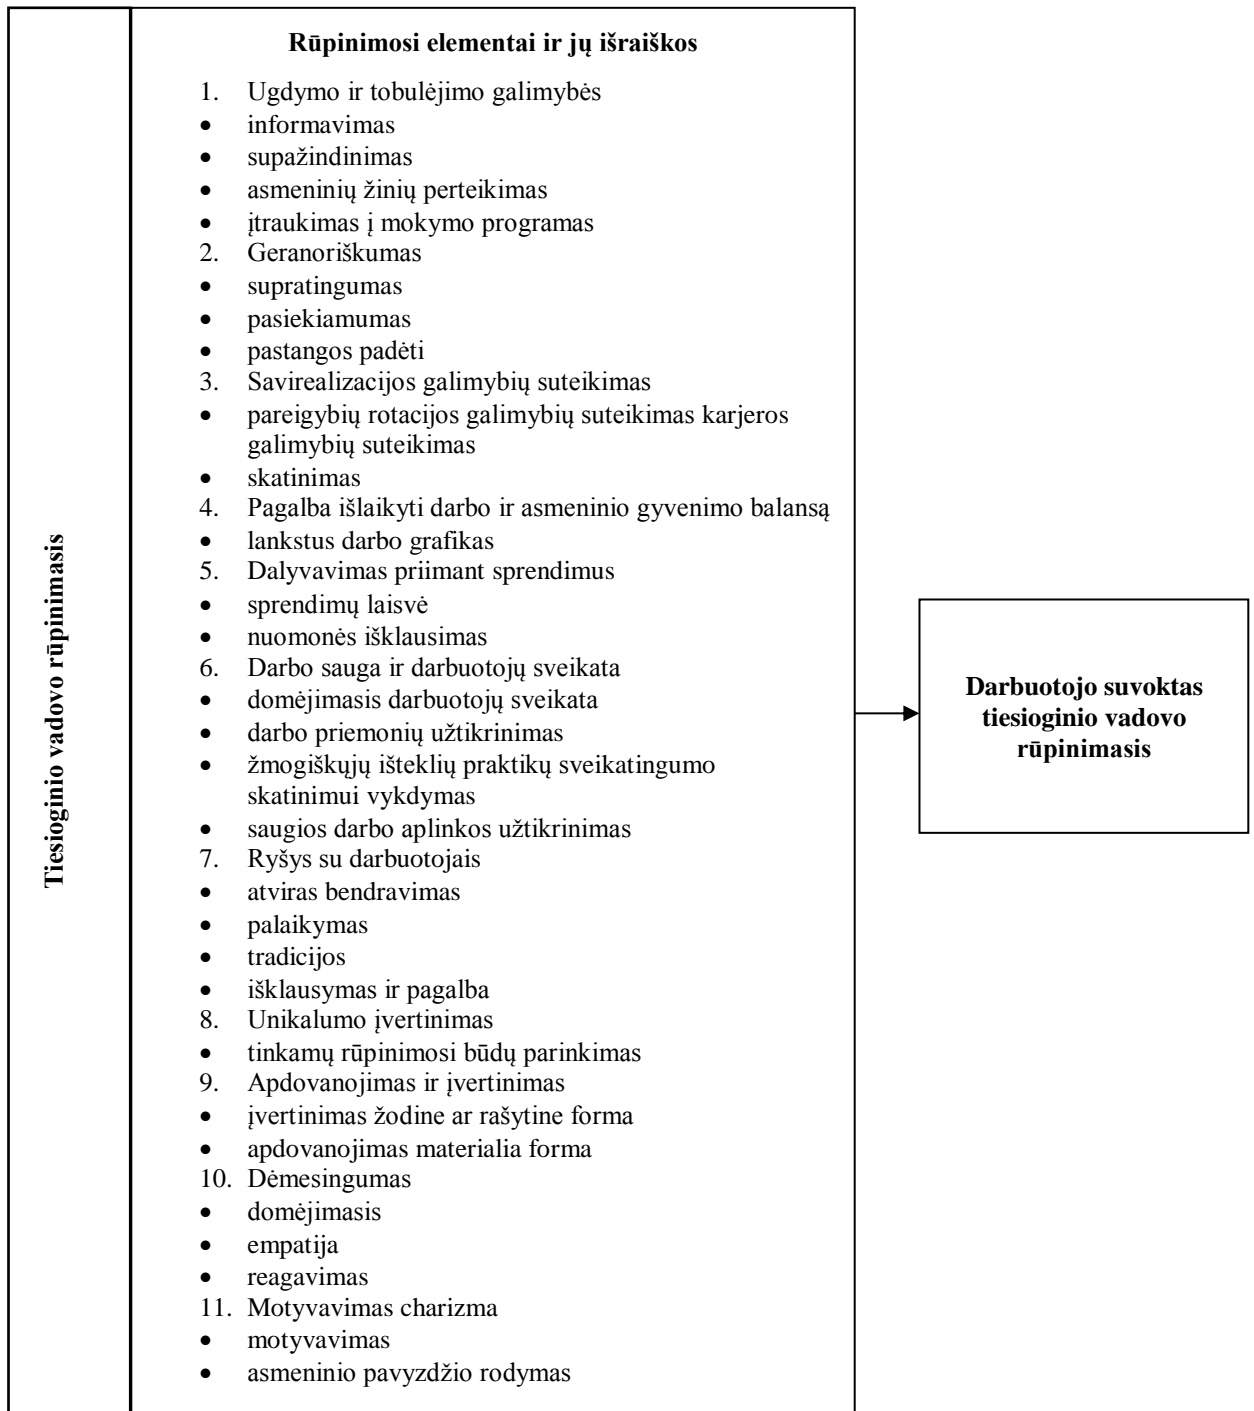 Tiesioginio vadovo rūpinimasis
Rūpinimosi elementai ir jų išraiškos
1. Ugdymo ir tobulėjimo galimybės
• informavimas
• supažindinimas
• asmeninių žinių perteikimas
• įtraukimas į mokymo programas
2. Geranoriškumas
• supratingumas
• pasiekiamumas
• pastangos padėti
3. Savirealizacijos galimybių suteikimas
• pareigybių rotacijos galimybių suteikimas karjeros
galimybių suteikimas
• skatinimas
4. Pagalba išlaikyti darbo ir asmeninio gyvenimo balansą
• lankstus darbo grafikas
5. Dalyvavimas priimant sprendimus
• sprendimų laisvė
• nuomonės išklausimas
6. Darbo sauga ir darbuotojų sveikata
• domėjimasis darbuotojų sveikata
• darbo priemonių užtikrinimas
• žmogiškųjų išteklių praktikų sveikatingumo
skatinimui vykdymas
• saugios darbo aplinkos užtikrinimas
7. Ryšys su darbuotojais
• atviras bendravimas
• palaikymas
• tradicijos
• išklausymas ir pagalba
8. Unikalumo įvertinimas
• tinkamų rūpinimosi būdų parinkimas
9. Apdovanojimas ir įvertinimas
• įvertinimas žodine ar rašytine forma
• apdovanojimas materialia forma
10. Dėmesingumas
• domėjimasis
• empatija
• reagavimas
11. Motyvavimas charizma
• motyvavimas
• asmeninio pavyzdžio rodymas
Darbuotojo suvoktas
tiesioginio vadovo
rūpinimasis